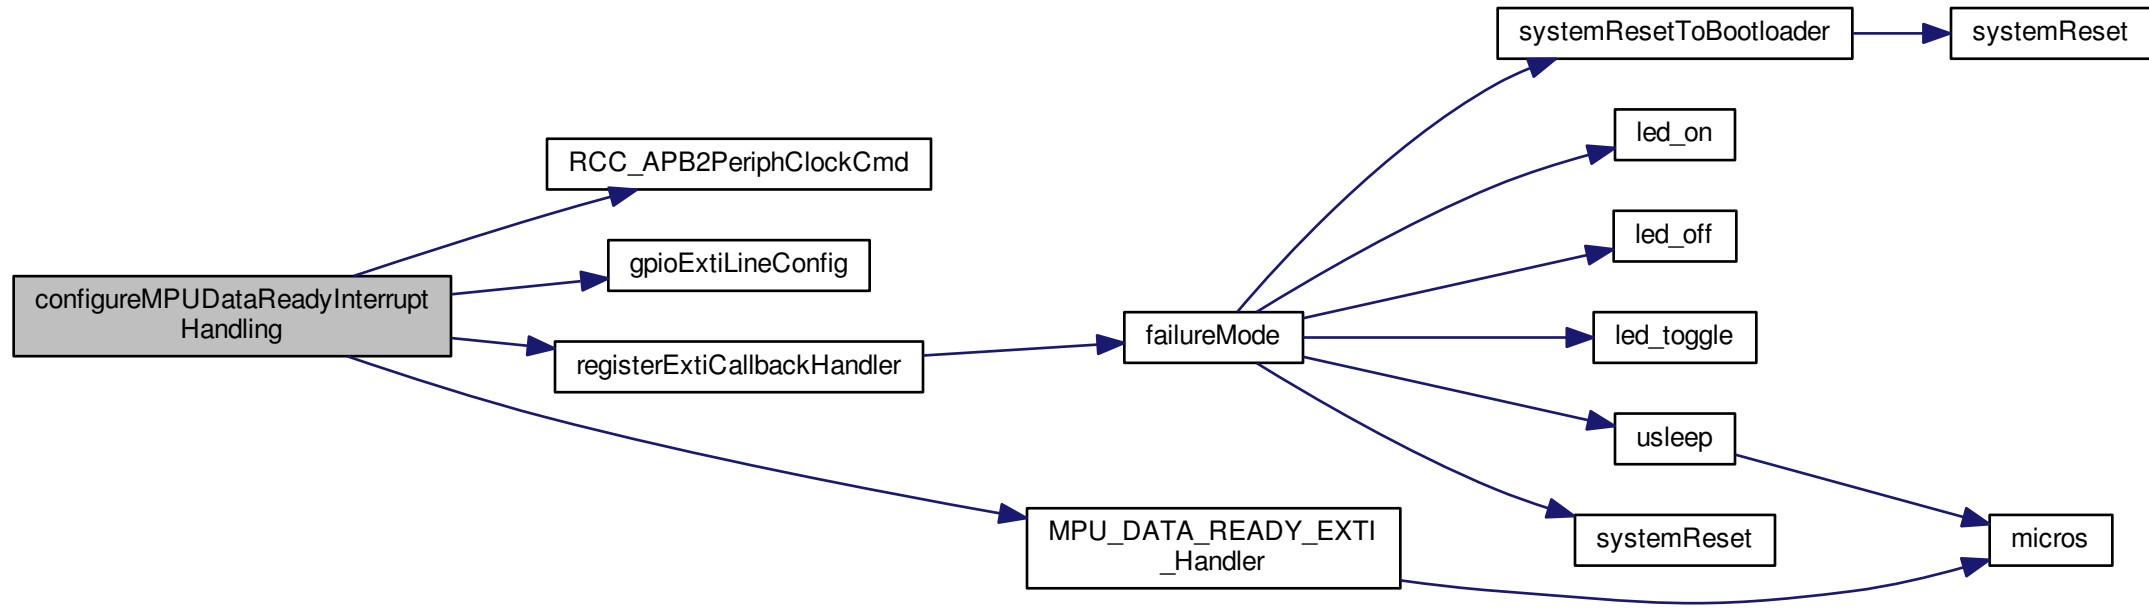 systemResetToBootloader
systemReset
led_on
RCC_APB2PeriphClockCmd
led_off
gpioExtiLineConfig
configureMPUDataReadyInterrupt
Handling
failureMode
led_toggle
registerExtiCallbackHandler
usleep
MPU_DATA_READY_EXTI
_Handler
systemReset
micros